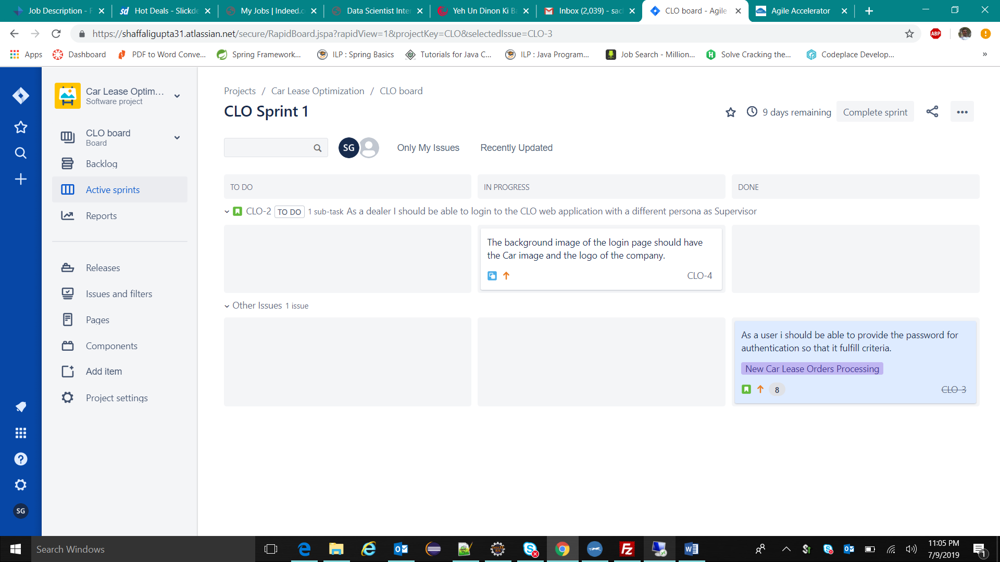 Job Description - F
Hot Deals - Slickde
My Jobs | Indeed.c
Data Scientist Inter
Yeh Un Dinon Ki Ba
Inbox (2,039) - sac
CLO board - Agile
Agile Accelerator
https://shaffaligupta31.atlassian.net/secure/RapidBoard.jspa?rapidView=1&projectKey=CLO&selectedIssue=CLO-3
ABP
Apps
Dashboard
PDF to Word Conve...
Spring Framework...
ILP : Spring Basics
Tutorials for Java C...
ILP : Java Program...
Job Search - Million...
Solve Cracking the...
Codeplace Develop...
»
Car Lease Optim...
Software project
CLO board
Board
Backlog
Active sprints
Reports
Releases
Issues and filters
Pages
Components
Add item
Project settings
SG
Projects / Car Lease Optimization / CLO board
CLO Sprint 1
9 days remaining
Complete sprint
SG
Only My Issues
Recently Updated
TO DO
IN PROGRESS
DONE
CLO-2 TO DO 1 sub-task As a dealer I should be able to login to the CLO web application with a different persona as Supervisor
The background image of the login page should have
the Car image and the logo of the company.
CLO-4
Other Issues 1 issue
As a user i should be able to provide the password for
authentication so that it fulfill criteria.
New Car Lease Orders Processing
8
CLO-3
Search Windows
11:05 PM
7/9/2019
1